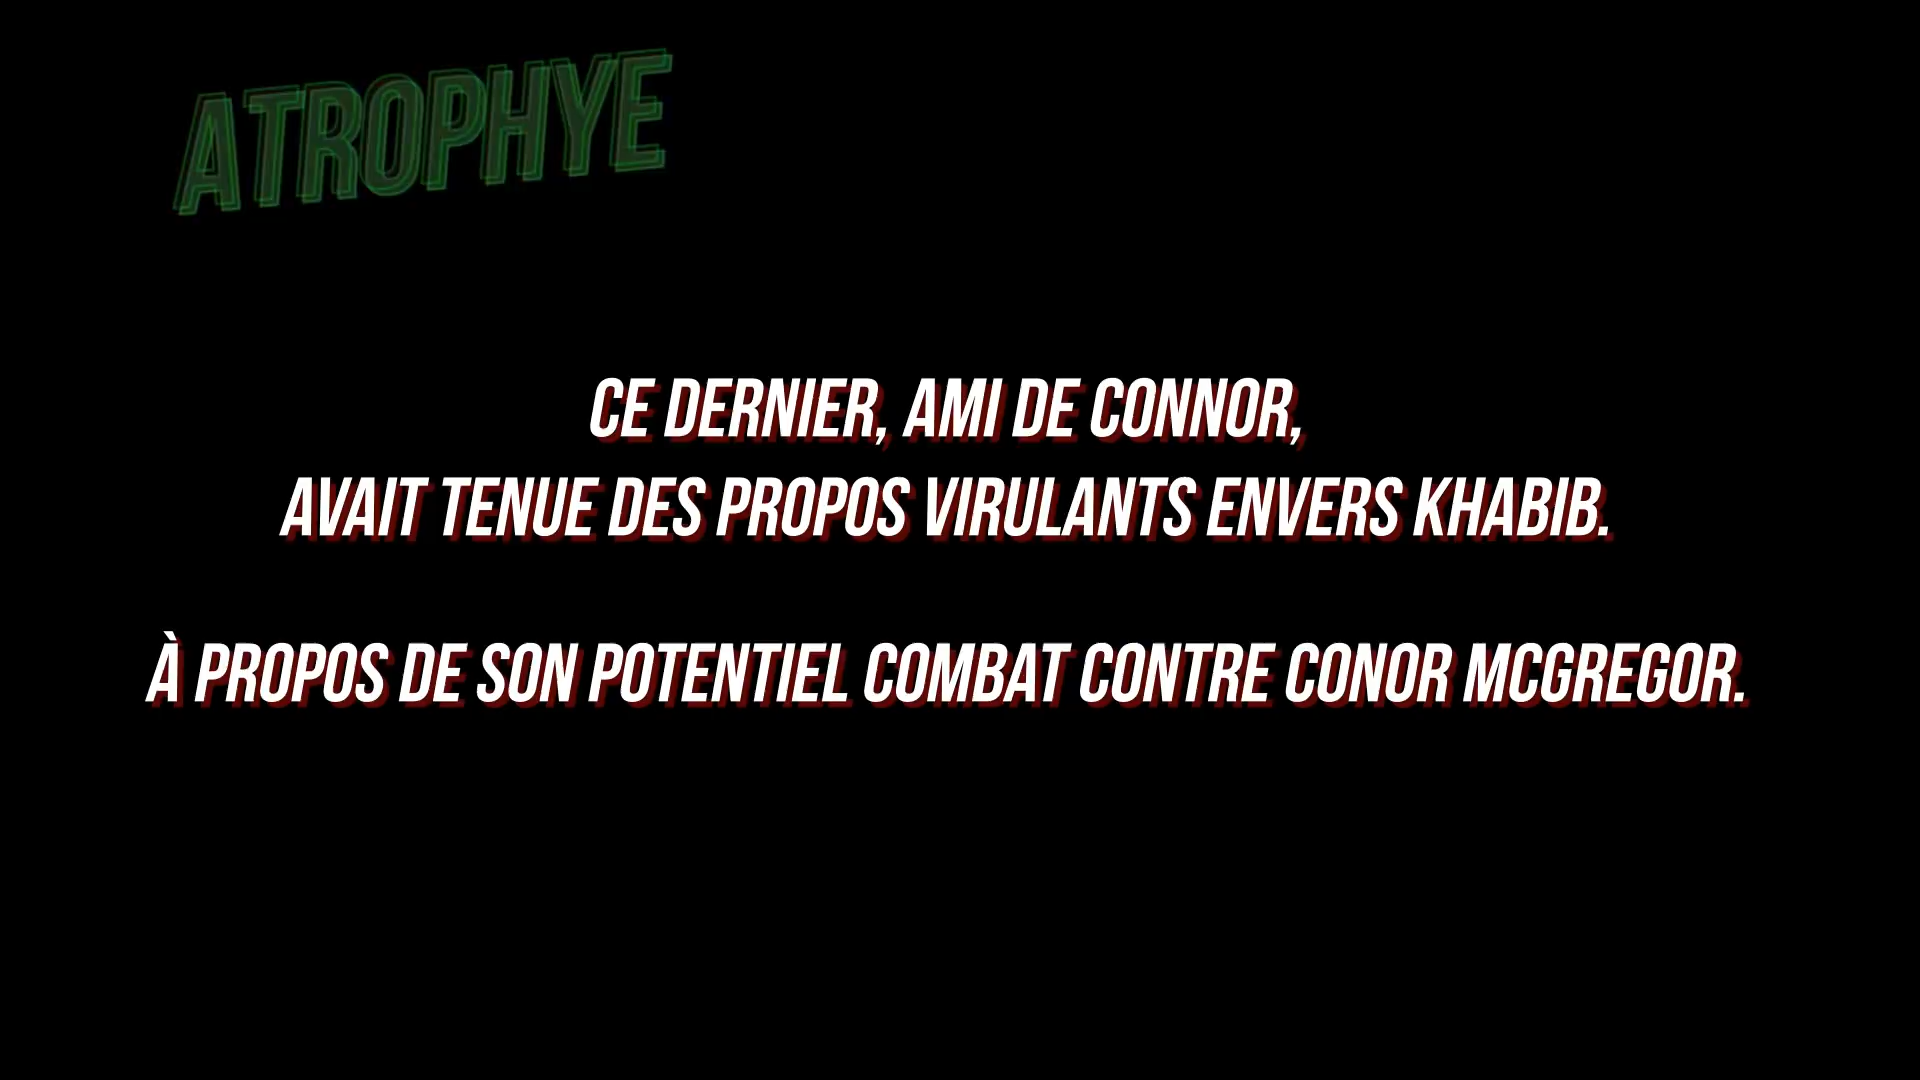 ATROPHYE
CE DERNIER, AMI DE CONNOR,
AVAIT TENUE DES PROPOS VIRULANTS ENVERS KHABIB.
À PROPOS DE SON POTENTIEL COMBAT CONTRE CONOR MCGREGOR.